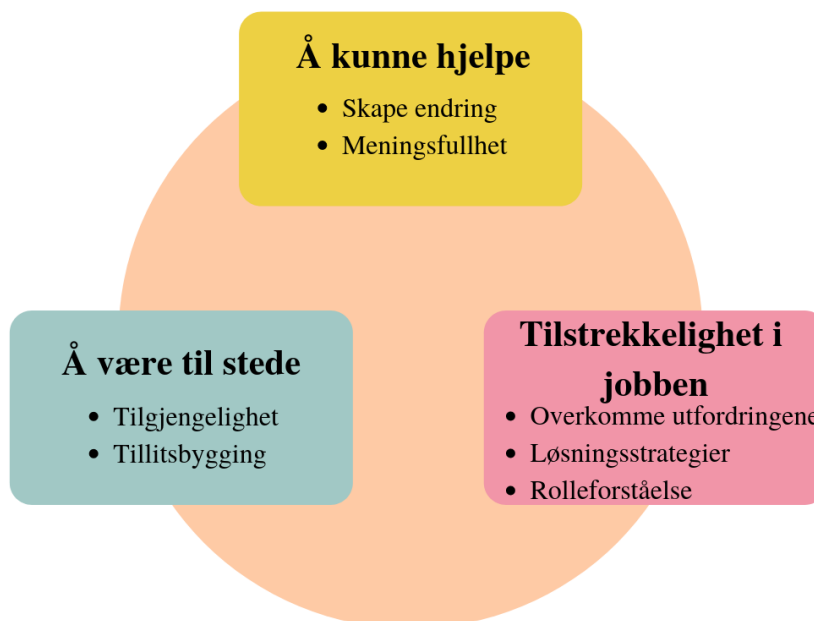 Å kunne hjelpe
• Skape endring
• Meningsfullhet
Å være til stede
• Tilgjengelighet
• Tillitsbygging
Tilstrekkelighet i
jobben
• Overkomme utfordringene
• Løsningsstrategier
• Rolleforståelse